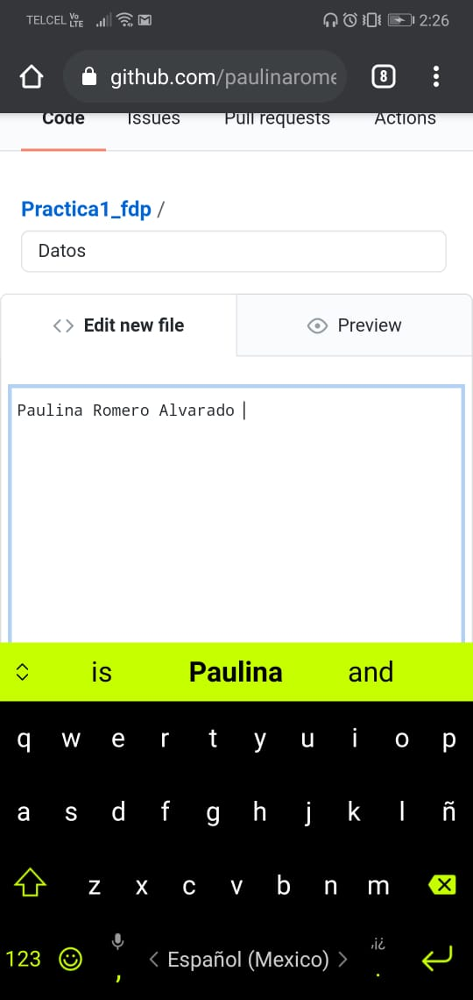 TELCEL Vo LTE 2:26
github.com/paulinarome 8
Code Issues Pull requests Actions
Practica1_fdp /
Datos
<> Edit new file Preview
Paulina Romero Alvarado
is Paulina and
q w e r t y u i o p
a s d f g h j k l ñ
z x c v b n m
,¡¿
123 , < Español (Mexico) > .